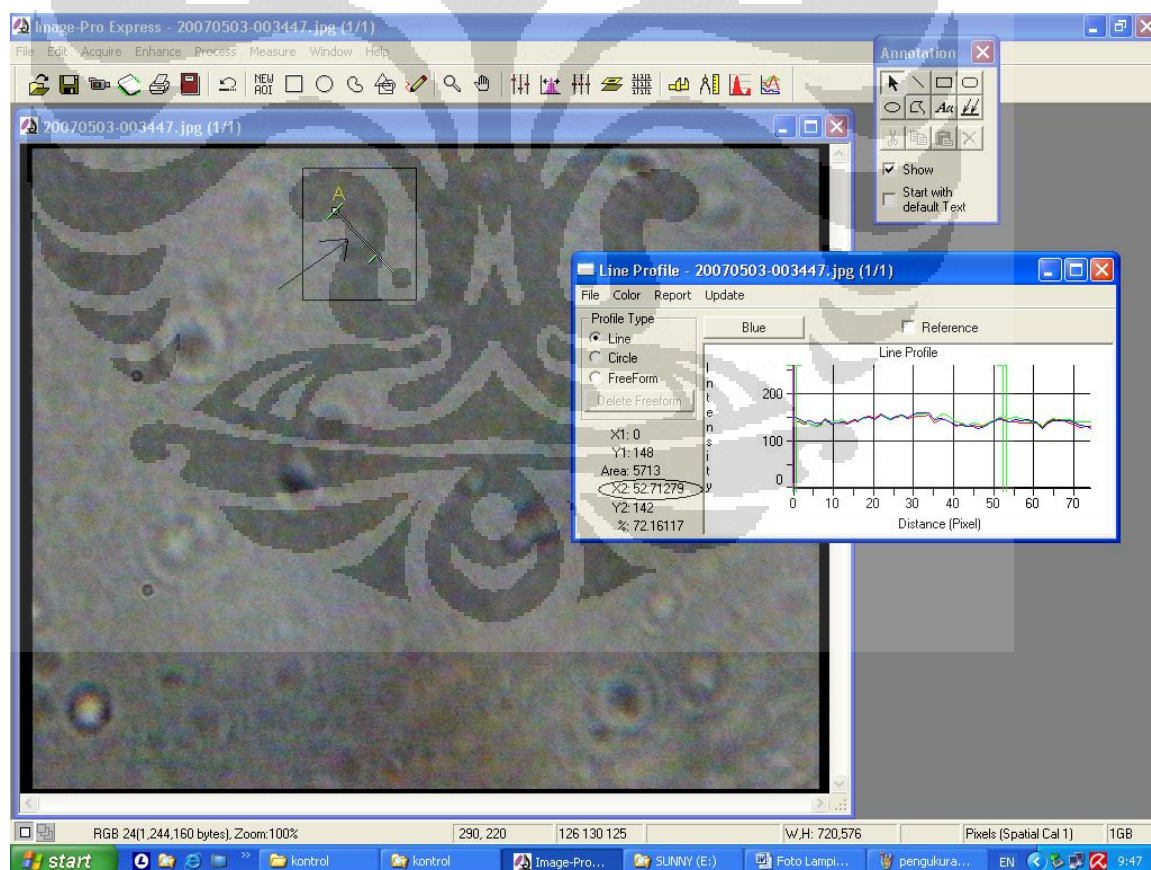 Image-Pro Express - 20070503-003447.jpg (1/1)
File Edit Acquire Enhance Process Measure Window Help
NEW AOI
20070503-003447.jpg (1/1)
A
Annotation
Aa
Show
Start with
default Text
Line Profile - 20070503-003447.jpg (1/1)
File Color Report Update
Profile Type
Line
Circle
FreeForm
Delete Freeform
X1: 0
Y1: 148
Area: 5713
X2: 52.71279
Y2: 142
%: 72.16117
Blue
Reference
Line Profile
Intensity
200
100
0
0 10 20 30 40 50 60 70
Distance (Pixel)
RGB 24(1,244,160 bytes), Zoom:100% 290, 220 126 130 125 W,H: 720,576 Pixels (Spatial Cal 1) 1GB
start kontrol kontrol Image-Pro... SUNNY (E:) Foto Lampi... pengukura... EN 9:47